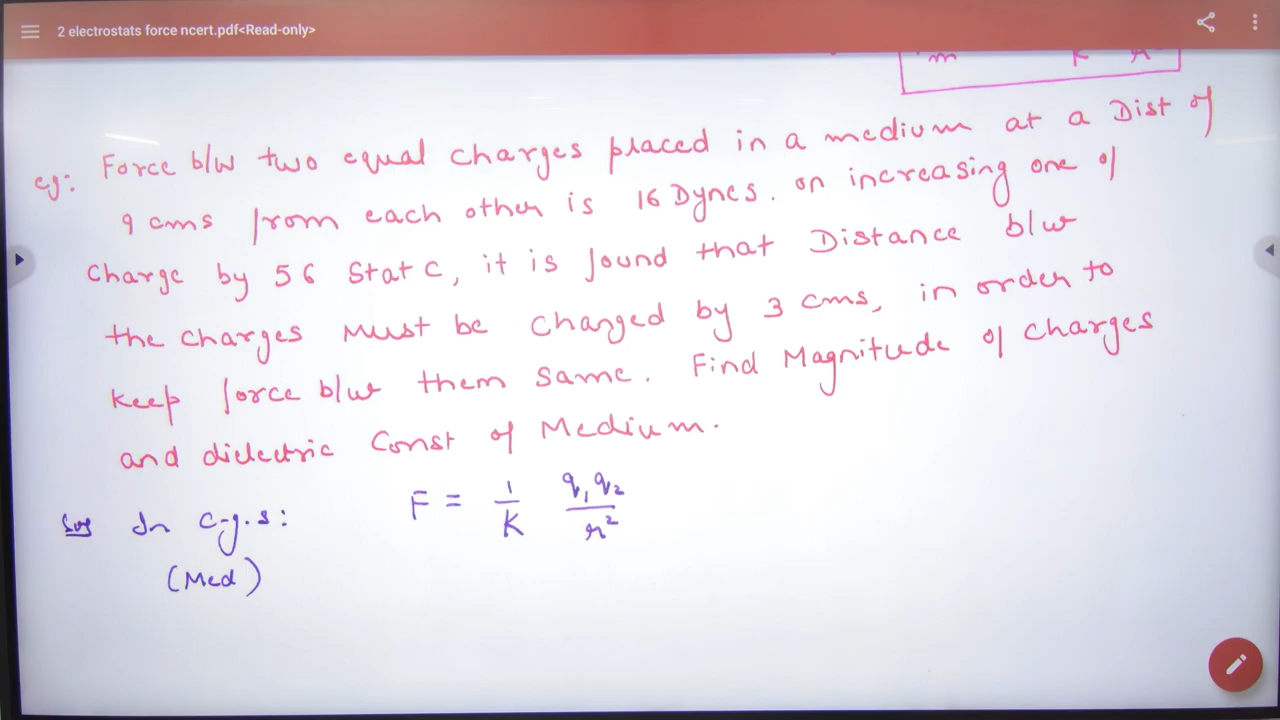 2 electrostats force ncert.pdf<Read-only>
m K r
eg: Force b/w two equal charges placed in a medium at a Dist of
9 cms from each other is 16 Dynes. on increasing one of
Charge by 56 Stat C, it is found that Distance b/w
the charges Must be changed by 3 cms, in order to
keep force b/w them same. Find Magnitude of charges
and dielectric Const of Medium.
Sol In c-g.s: F = 1/K q1q2/r²
(Med)